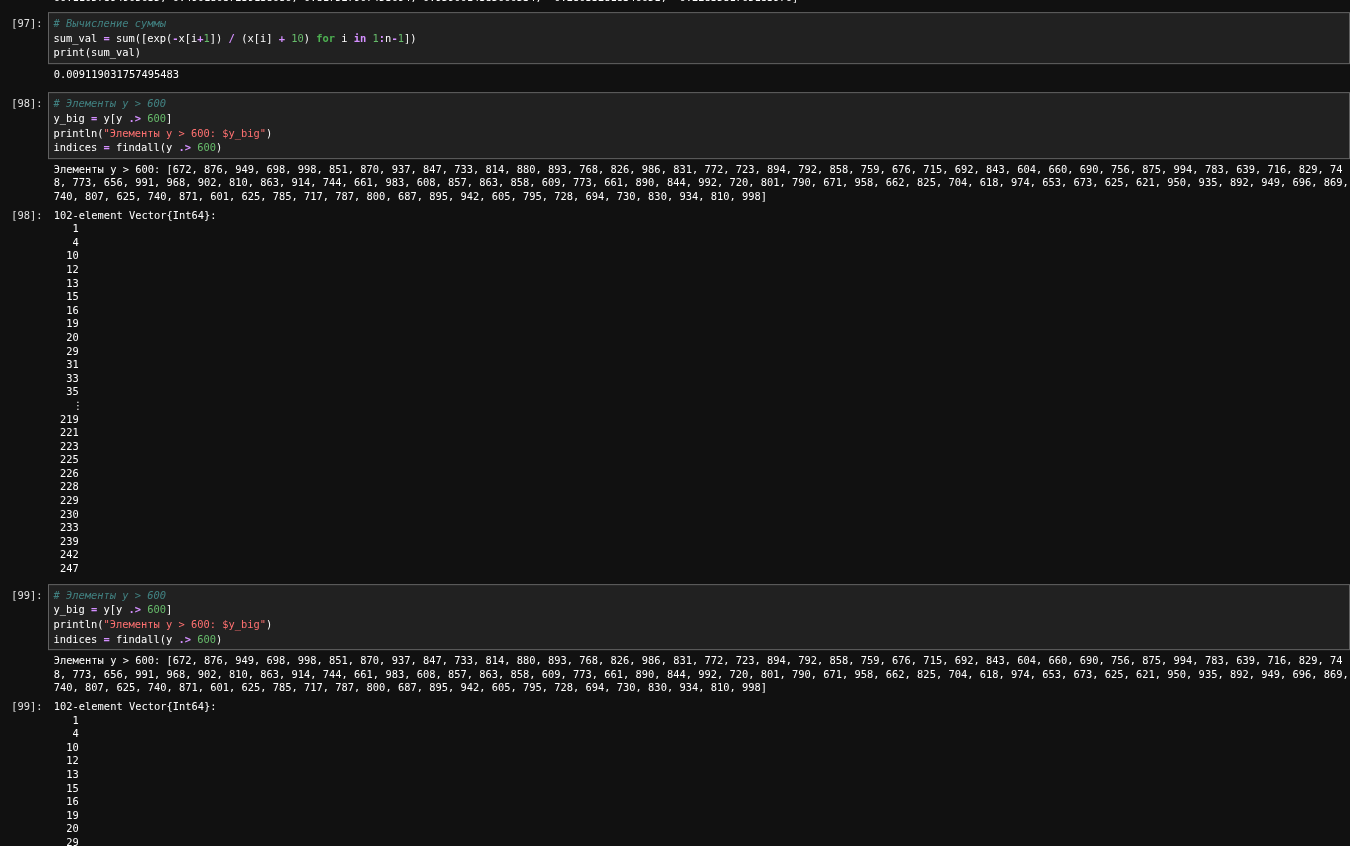 [97]:
# Вычисление суммы
sum_val = sum([exp(-x[i+1]) / (x[i] + 10) for i in 1:n-1])
print(sum_val)
0.009119031757495483
[98]:
# Элементы y > 600
y_big = y[y .> 600]
println("Элементы y > 600: $y_big")
indices = findall(y .> 600)
Элементы y > 600: [672, 876, 949, 698, 998, 851, 870, 937, 847, 733, 814, 880, 893, 768, 826, 986, 831, 772, 723, 894, 792, 858, 759, 676, 715, 692, 843, 604, 660, 690, 756, 875, 994, 783, 639, 716, 829, 74
8, 773, 656, 991, 968, 902, 810, 863, 914, 744, 661, 983, 608, 857, 863, 858, 609, 773, 661, 890, 844, 992, 720, 801, 790, 671, 958, 662, 825, 704, 618, 974, 653, 673, 625, 621, 950, 935, 892, 949, 696, 869,
740, 807, 625, 740, 871, 601, 625, 785, 717, 787, 800, 687, 895, 942, 605, 795, 728, 694, 730, 830, 934, 810, 998]
[98]: 102-element Vector{Int64}:
1
4
10
12
13
15
16
19
20
29
31
33
35
⋮
219
221
223
225
226
228
229
230
233
239
242
247
[99]:
# Элементы y > 600
y_big = y[y .> 600]
println("Элементы y > 600: $y_big")
indices = findall(y .> 600)
Элементы y > 600: [672, 876, 949, 698, 998, 851, 870, 937, 847, 733, 814, 880, 893, 768, 826, 986, 831, 772, 723, 894, 792, 858, 759, 676, 715, 692, 843, 604, 660, 690, 756, 875, 994, 783, 639, 716, 829, 74
8, 773, 656, 991, 968, 902, 810, 863, 914, 744, 661, 983, 608, 857, 863, 858, 609, 773, 661, 890, 844, 992, 720, 801, 790, 671, 958, 662, 825, 704, 618, 974, 653, 673, 625, 621, 950, 935, 892, 949, 696, 869,
740, 807, 625, 740, 871, 601, 625, 785, 717, 787, 800, 687, 895, 942, 605, 795, 728, 694, 730, 830, 934, 810, 998]
[99]: 102-element Vector{Int64}:
1
4
10
12
13
15
16
19
20
29